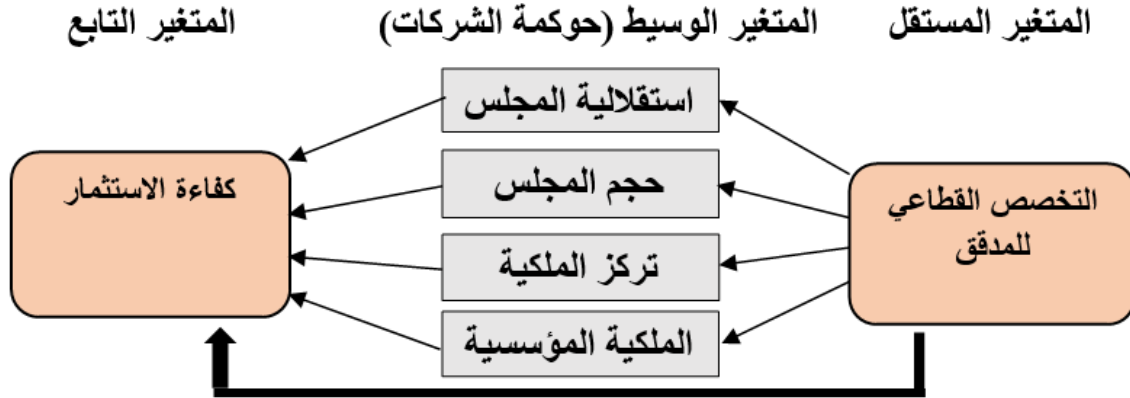 المتغير المستقل
المتغير الوسيط (حوكمة الشركات)
المتغير التابع
التخصص القطاعي
للمدقق
استقلالية المجلس
حجم المجلس
تركز الملكية
الملكية المؤسسية
كفاءة الاستثمار